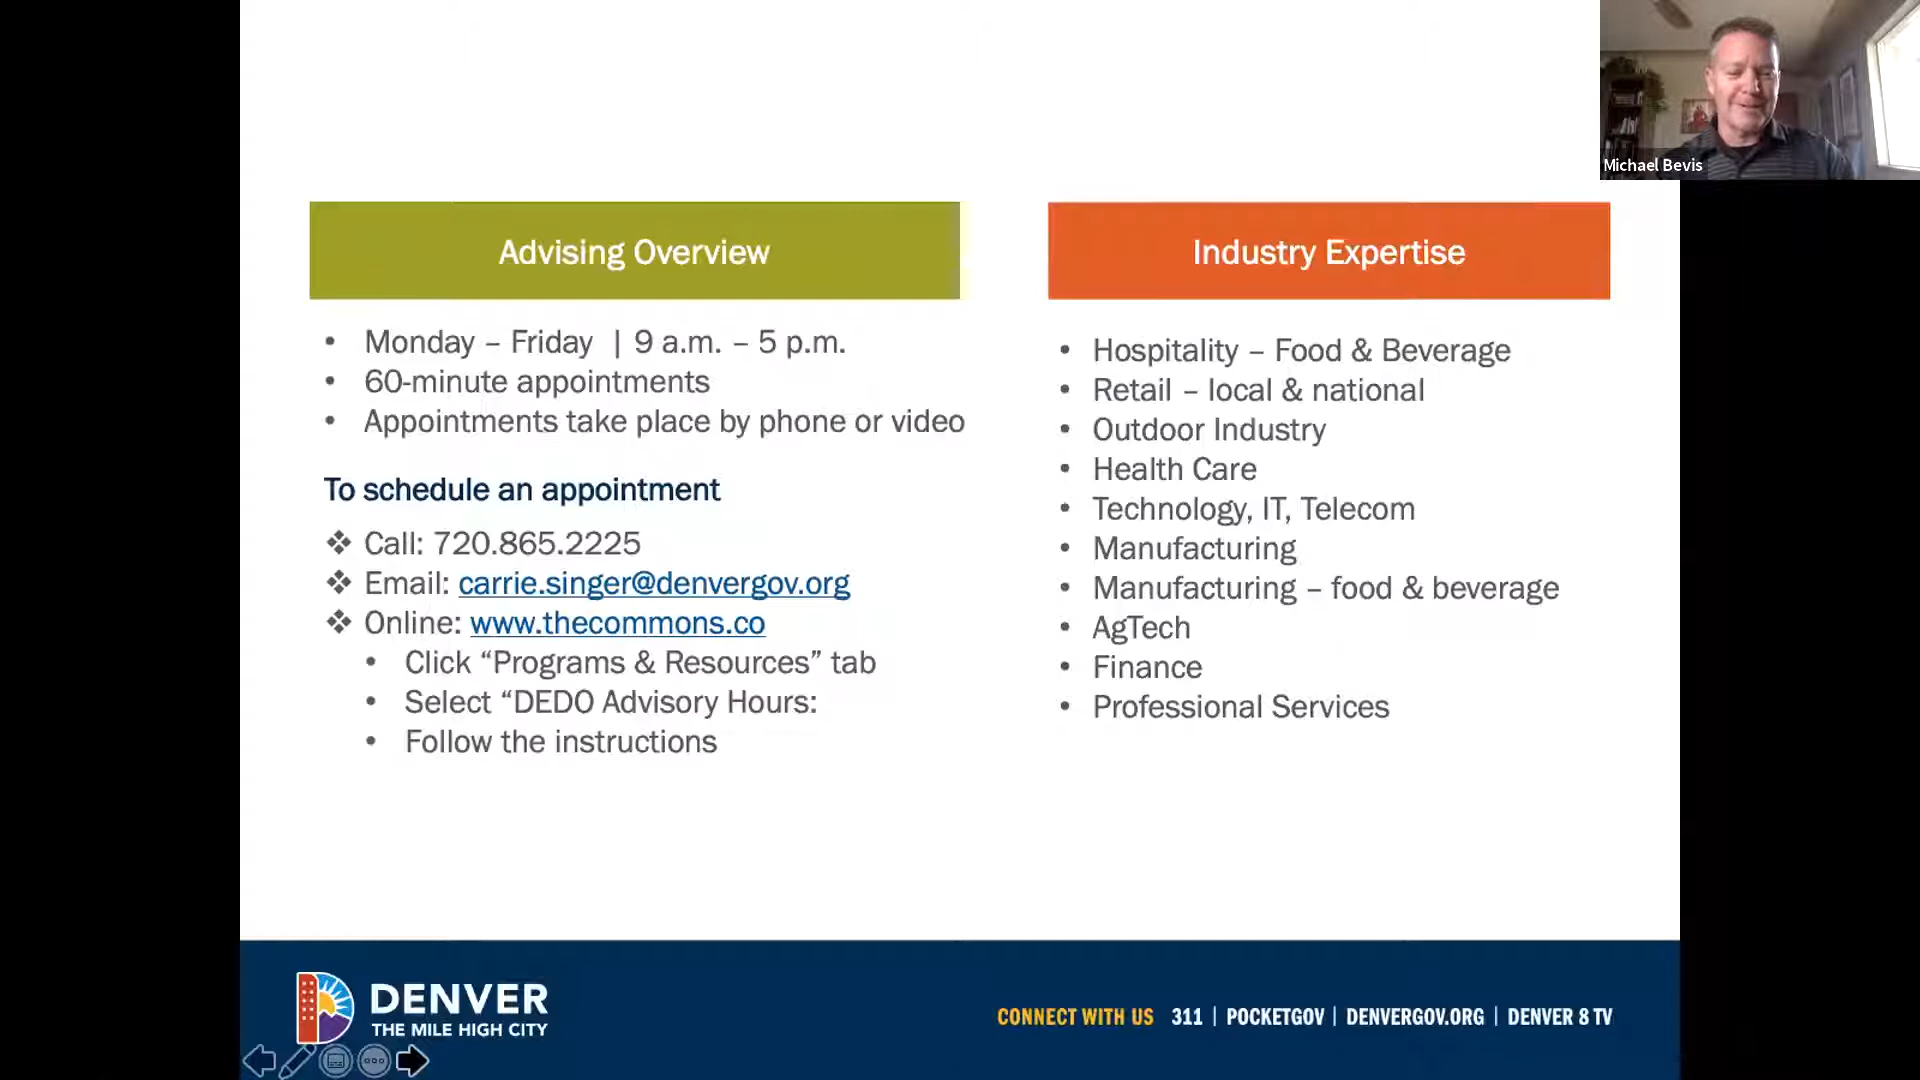 Michael Bevis
Advising Overview
• Monday – Friday | 9 a.m. – 5 p.m.
• 60-minute appointments
• Appointments take place by phone or video
To schedule an appointment
❖ Call: 720.865.2225
❖ Email: carrie.singer@denvergov.org
❖ Online: www.thecommons.co
• Click “Programs & Resources” tab
• Select “DEDO Advisory Hours:
• Follow the instructions
Industry Expertise
• Hospitality – Food & Beverage
• Retail – local & national
• Outdoor Industry
• Health Care
• Technology, IT, Telecom
• Manufacturing
• Manufacturing – food & beverage
• AgTech
• Finance
• Professional Services
DENVER
THE MILE HIGH CITY
CONNECT WITH US 311 | POCKETGOV | DENVERGOV.ORG | DENVER 8 TV